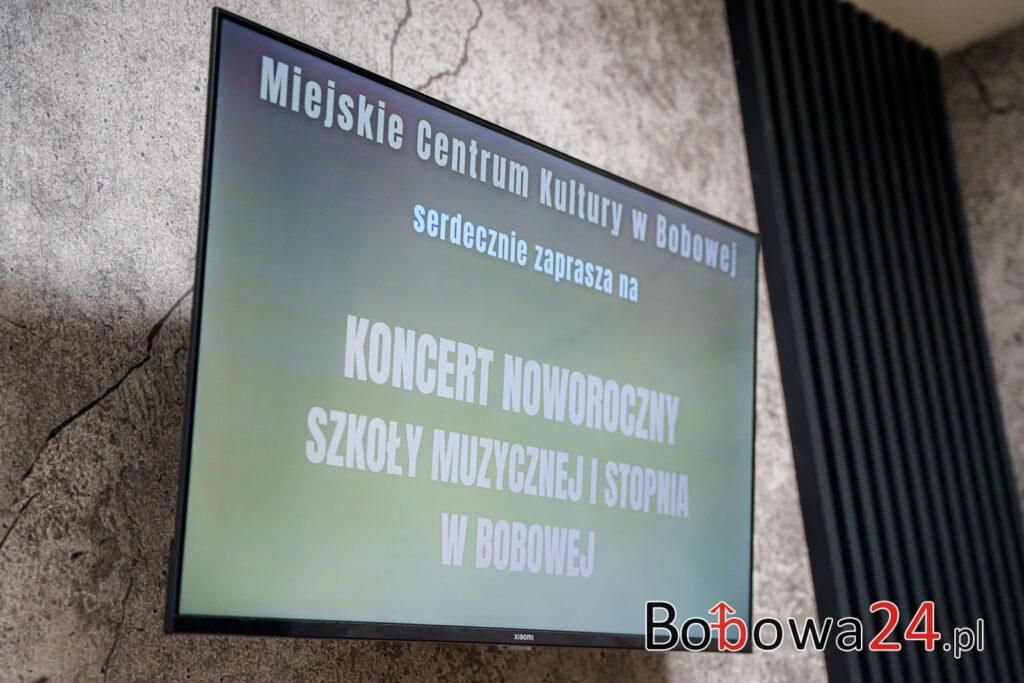 Miejskie Centrum Kultury w Bobowej
serdecznie zaprasza na
KONCERT NOWOROCZNY
SZKOŁY MUZYCZNEJ I STOPNIA
W BOBOWEJ
xiaomi
Bobowa24.pl